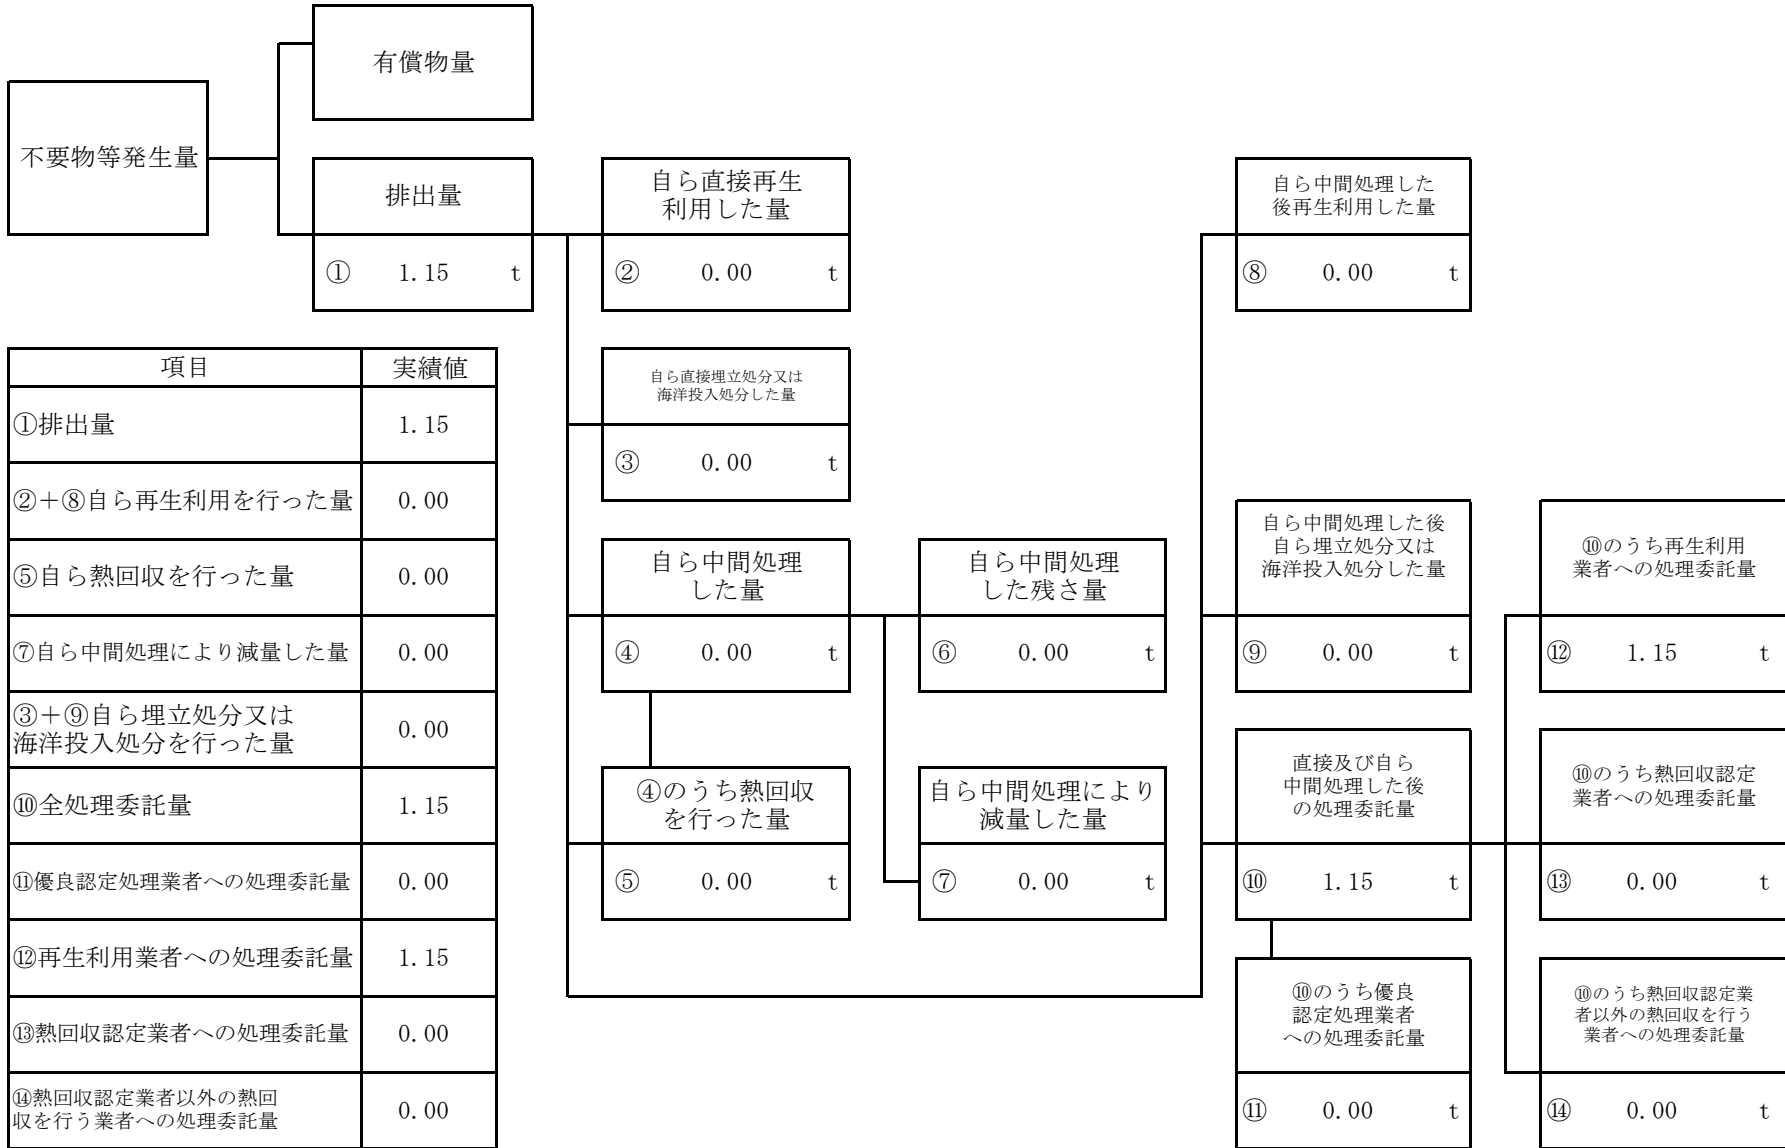 有償物量
不要物等発生量
排出量
① 1.15 t
自ら直接再生
利用した量
② 0.00 t
自ら中間処理した
後再生利用した量
⑧ 0.00 t
自ら直接埋立処分又は
海洋投入処分した量
③ 0.00 t
自ら中間処理
した量
④ 0.00 t
自ら中間処理
した残さ量
⑥ 0.00 t
自ら中間処理した後
自ら埋立処分又は
海洋投入処分した量
⑨ 0.00 t
⑩のうち再生利用
業者への処理委託量
⑫ 1.15 t
④のうち熱回収
を行った量
⑤ 0.00 t
自ら中間処理により
減量した量
⑦ 0.00 t
直接及び自ら
中間処理した後
の処理委託量
⑩ 1.15 t
⑩のうち熱回収認定
業者への処理委託量
⑬ 0.00 t
⑩のうち優良
認定処理業者
への処理委託量
⑪ 0.00 t
⑩のうち熱回収認定業
者以外の熱回収を行う
業者への処理委託量
⑭ 0.00 t
項目 実績値
①排出量 1.15
②+⑧自ら再生利用を行った量 0.00
⑤自ら熱回収を行った量 0.00
⑦自ら中間処理により減量した量 0.00
③+⑨自ら埋立処分又は
海洋投入処分を行った量 0.00
⑩全処理委託量 1.15
⑪優良認定処理業者への処理委託量 0.00
⑫再生利用業者への処理委託量 1.15
⑬熱回収認定業者への処理委託量 0.00
⑭熱回収認定業者以外の熱回
収を行う業者への処理委託量 0.00